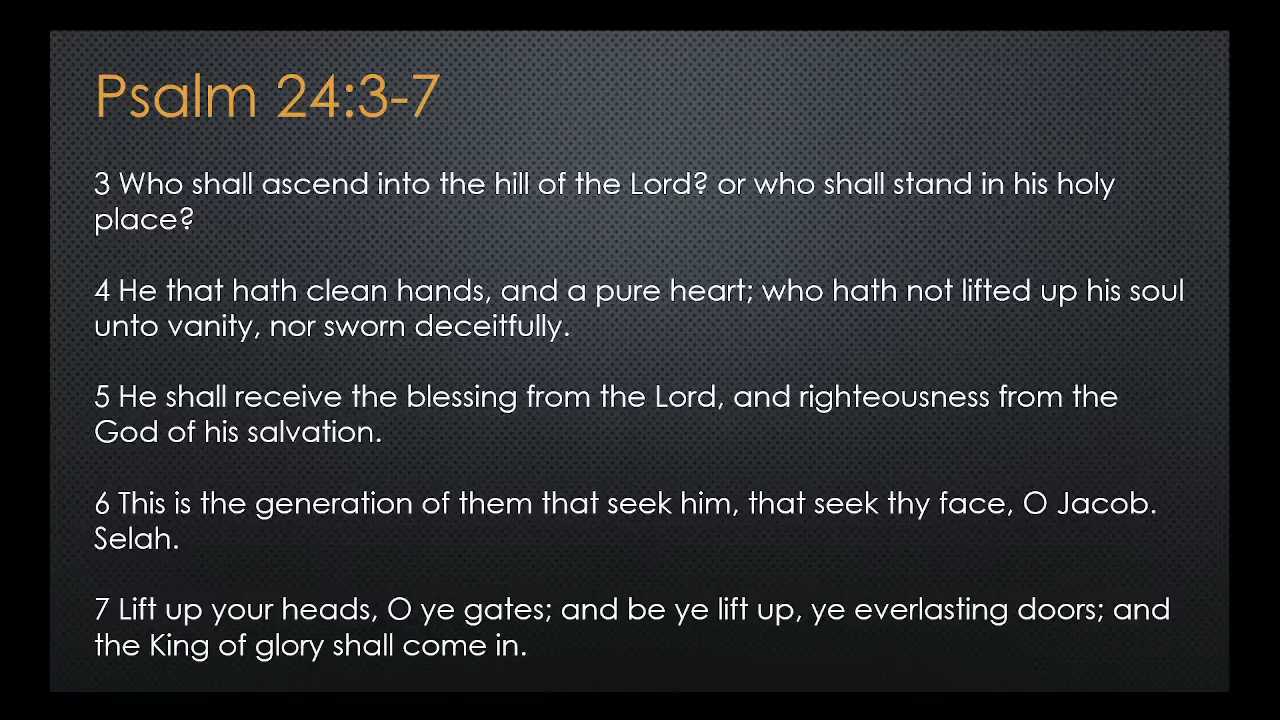 Psalm 24:3-7
3 Who shall ascend into the hill of the Lord? or who shall stand in his holy
place?
4 He that hath clean hands, and a pure heart; who hath not lifted up his soul
unto vanity, nor sworn deceitfully.
5 He shall receive the blessing from the Lord, and righteousness from the
God of his salvation.
6 This is the generation of them that seek him, that seek thy face, O Jacob.
Selah.
7 Lift up your heads, O ye gates; and be ye lift up, ye everlasting doors; and
the King of glory shall come in.